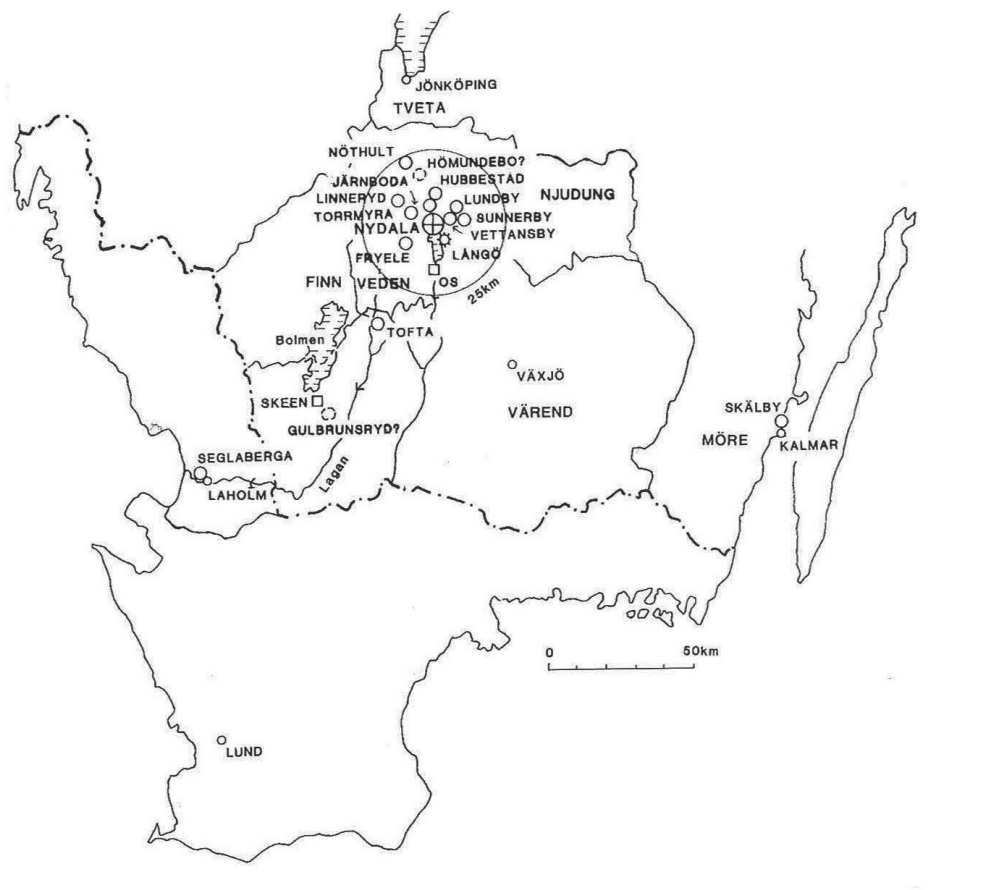 JÖNKÖPING
TVETA
NÖTHULT
HÖMUNDEBO?
JÄRNBODA
HUBBESTAD
LINNERYD
LUNDBY
NJUDUNG
TORRMYRA
SUNNERBY
NYDALA
VETTANSBY
FRYELE
LÅNGÖ
FINN VEDEN
OS
25km
TOFTA
Bolmen
VÄXJÖ
SKEEN
VÄREND
SKÄLBY
GULBRUNSRYD?
MÖRE
KALMAR
SEGLABERGA
Lagan
LAHOLM
0 50km
LUND